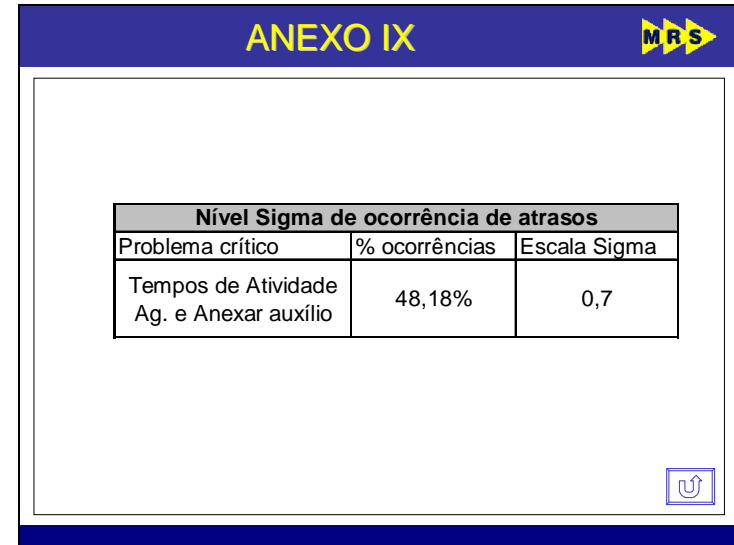 ANEXO IX
MRS
Nível Sigma de ocorrência de atrasos
Problema crítico % ocorrências Escala Sigma
Tempos de Atividade
Ag. e Anexar auxílio
48,18% 0,7